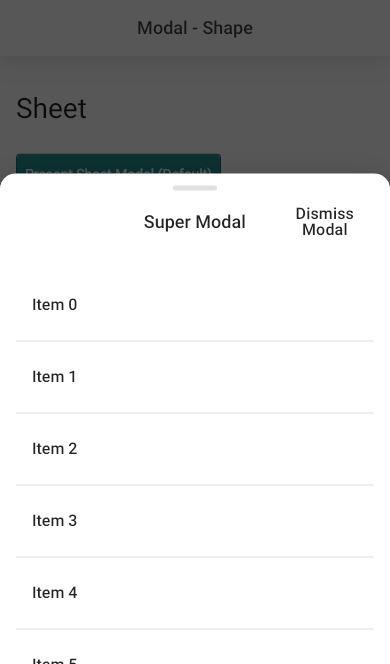 Modal - Shape
Sheet
Present Sheet Modal (Default)
Super Modal
Dismiss
Modal
Item 0
Item 1
Item 2
Item 3
Item 4
Item 5